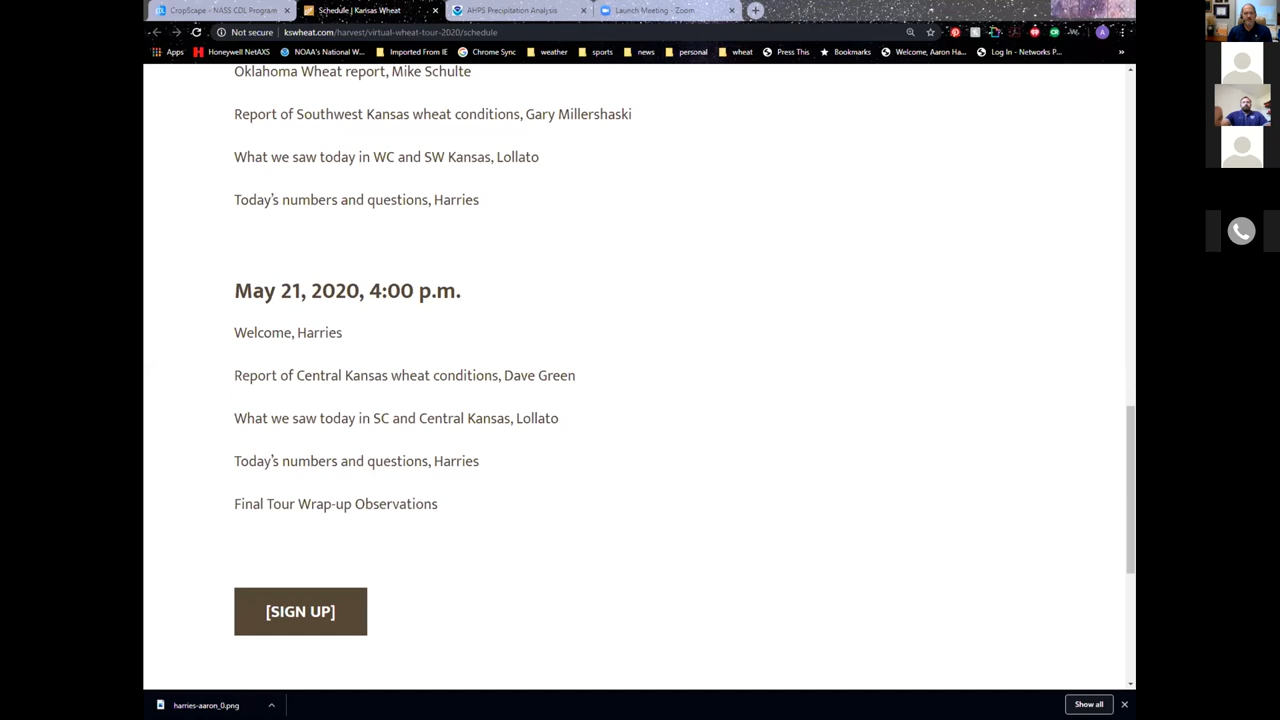 CropScape - NASS CDL Program
Schedule | Kansas Wheat
AHPS Precipitation Analysis
Launch Meeting - Zoom
Not secure
kswheat.com/harvest/virtual-wheat-tour-2020/schedule
Apps
Honeywell NetAXS
NOAA's National W...
Imported From IE
Chrome Sync
weather
sports
news
personal
wheat
Press This
Bookmarks
Welcome, Aaron Ha...
Log In - Networks P...
Oklahoma Wheat report, Mike Schulte
Report of Southwest Kansas wheat conditions, Gary Millershaski
What we saw today in WC and SW Kansas, Lollato
Today's numbers and questions, Harries
May 21, 2020, 4:00 p.m.
Welcome, Harries
Report of Central Kansas wheat conditions, Dave Green
What we saw today in SC and Central Kansas, Lollato
Today's numbers and questions, Harries
Final Tour Wrap-up Observations
[SIGN UP]
harries-aaron_0.png
Show all